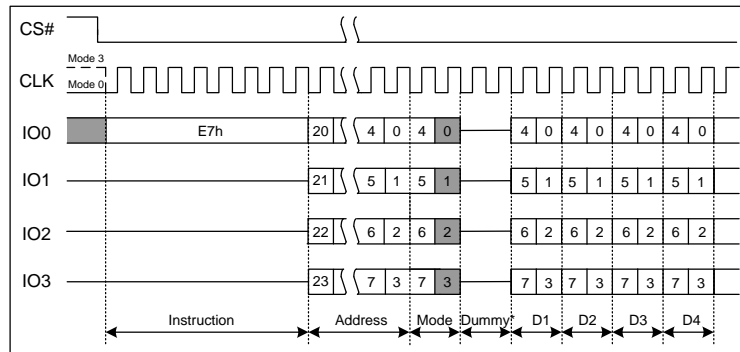 CS#
Mode 3
CLK
Mode 0
IO0 E7h 20 4 0 4 0 4 0 4 0 4 0 4 0
IO1 21 5 1 5 1 5 1 5 1 5 1 5 1
IO2 22 6 2 6 2 6 2 6 2 6 2 6 2
IO3 23 7 3 7 3 7 3 7 3 7 3 7 3
Instruction Address Mode Dummy* D1 D2 D3 D4